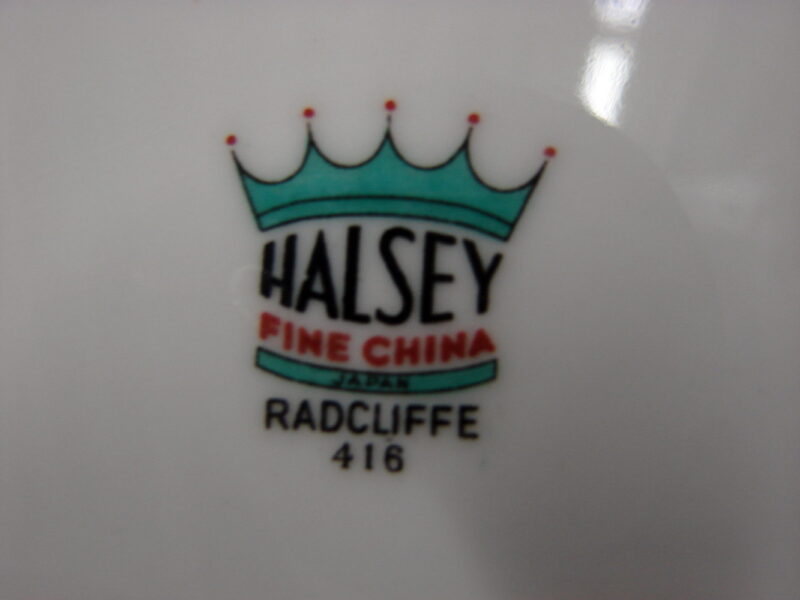 HALSEY
FINE CHINA
JAPAN
RADCLIFFE
416